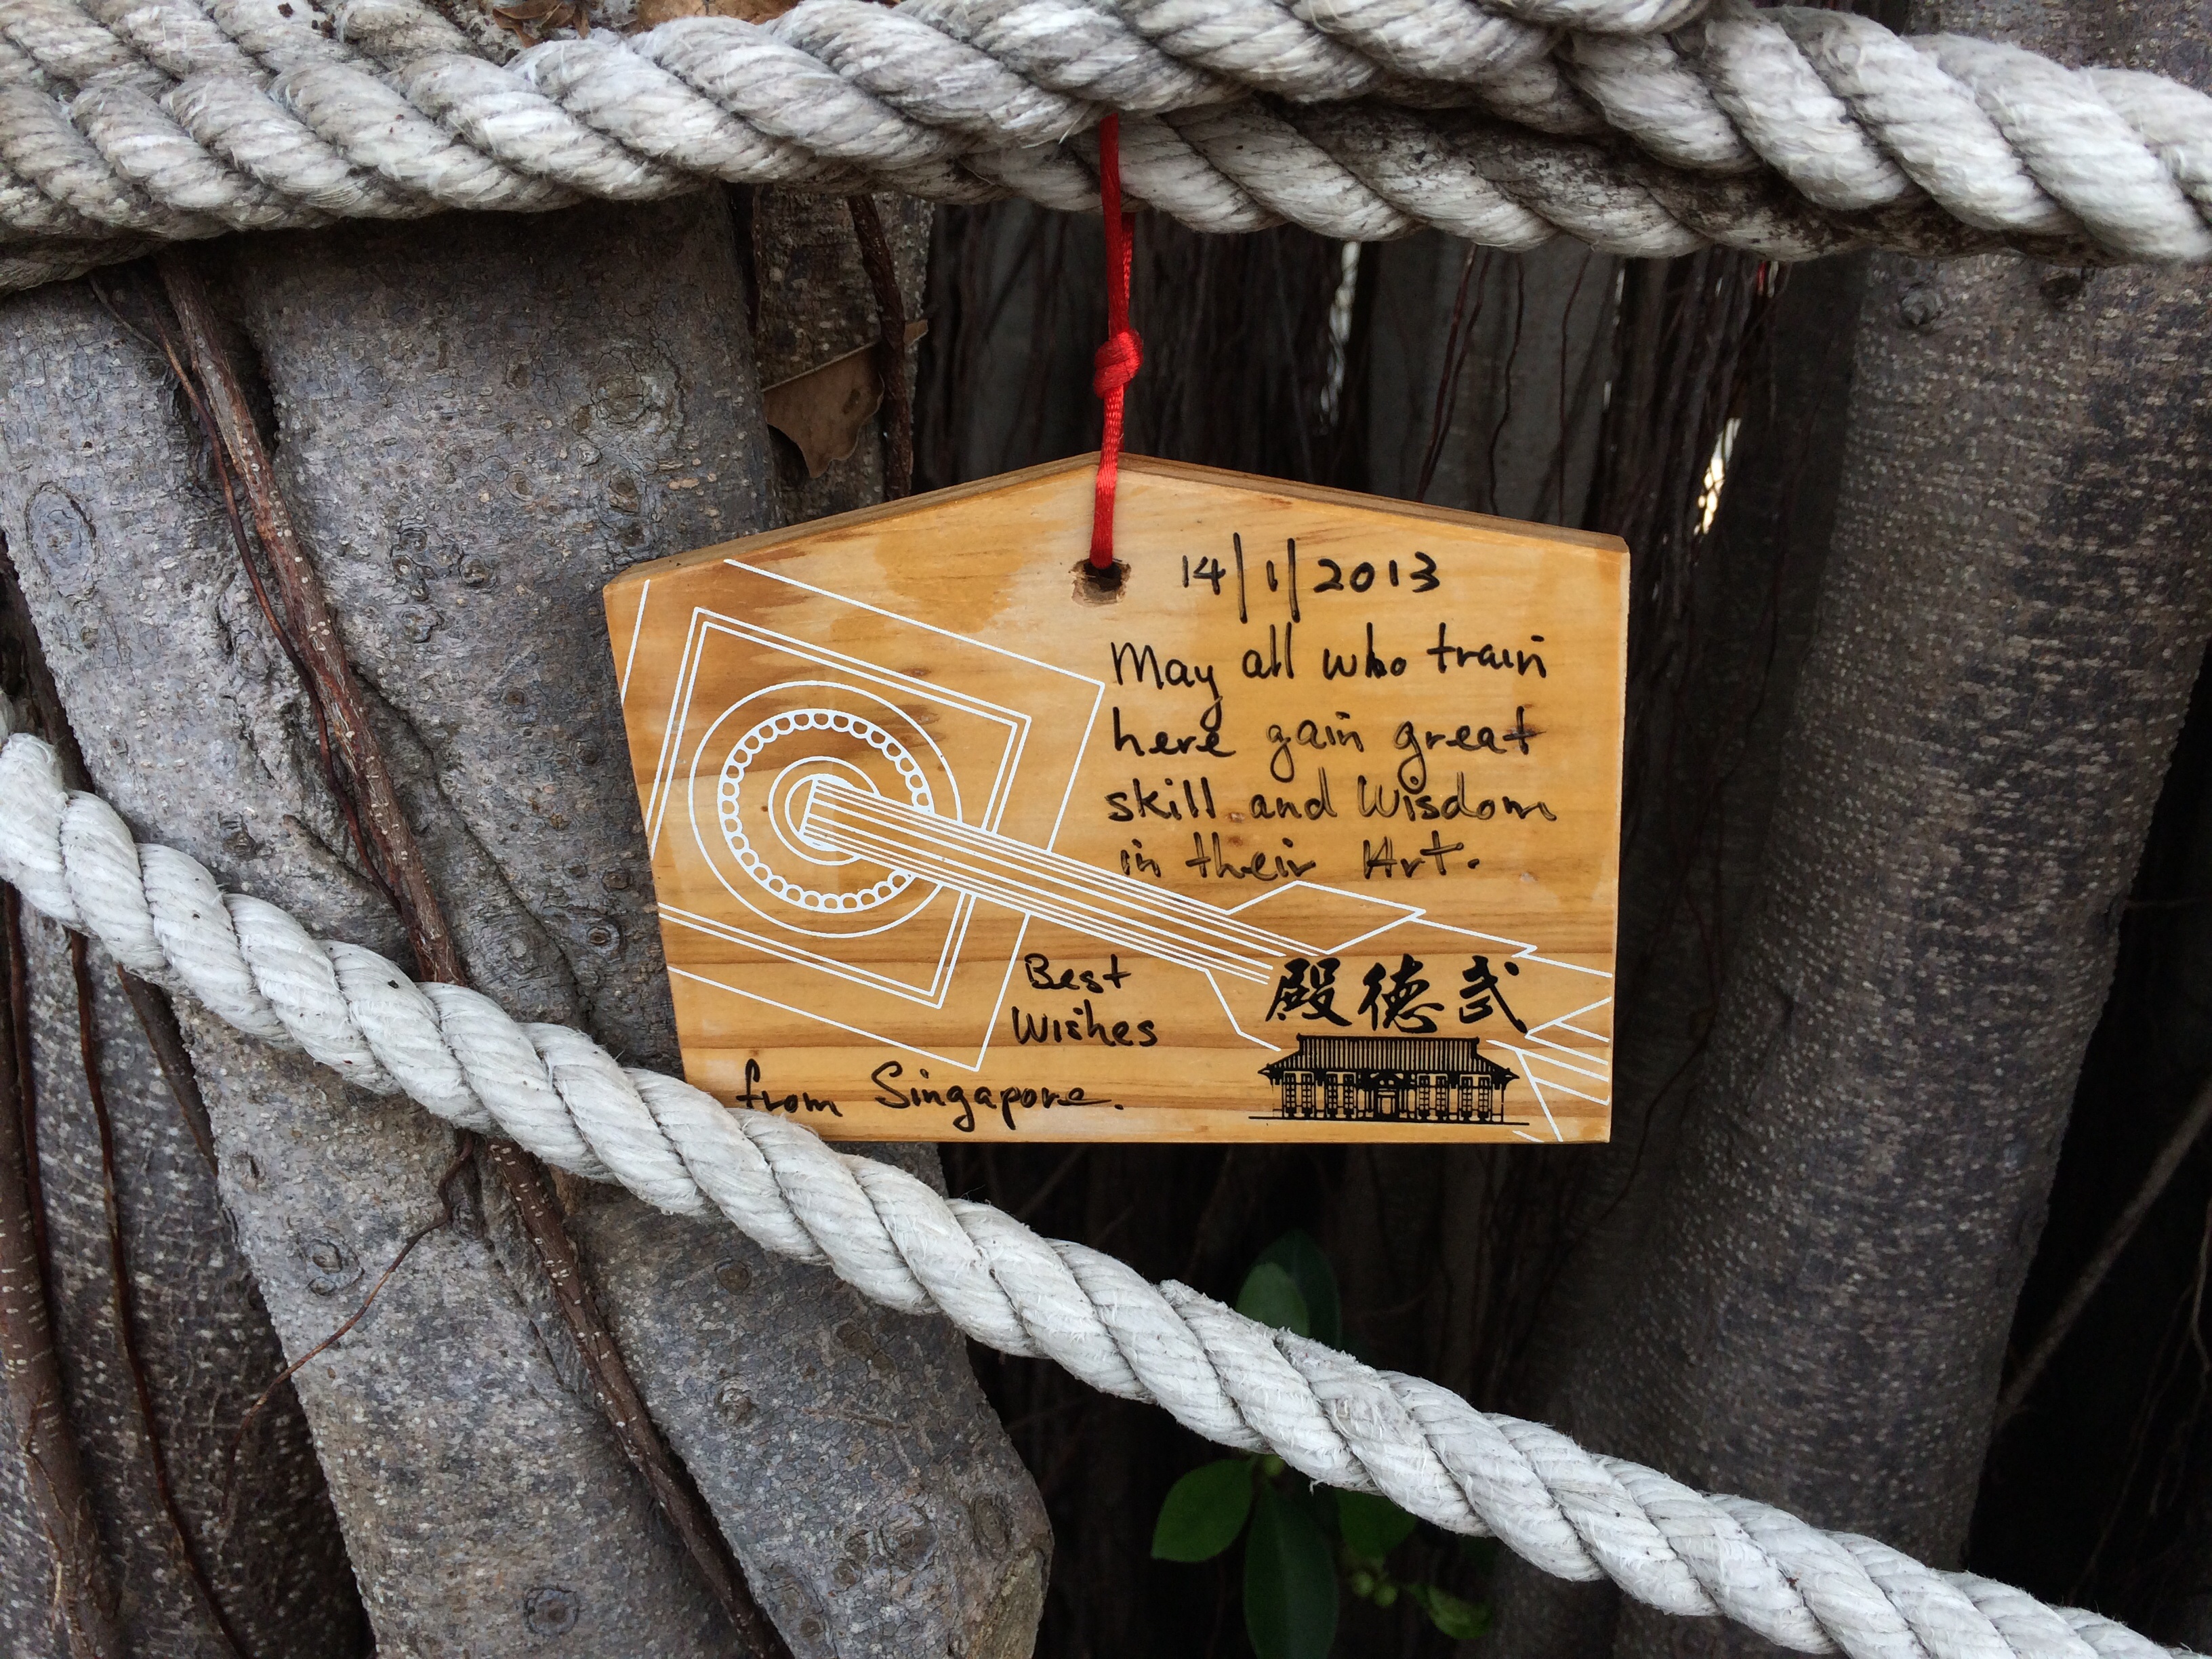 14/1/2013
May all who train
here gain great
skill and Wisdom
in their Art.
Best
Wishes
from Singapore.
殿德武